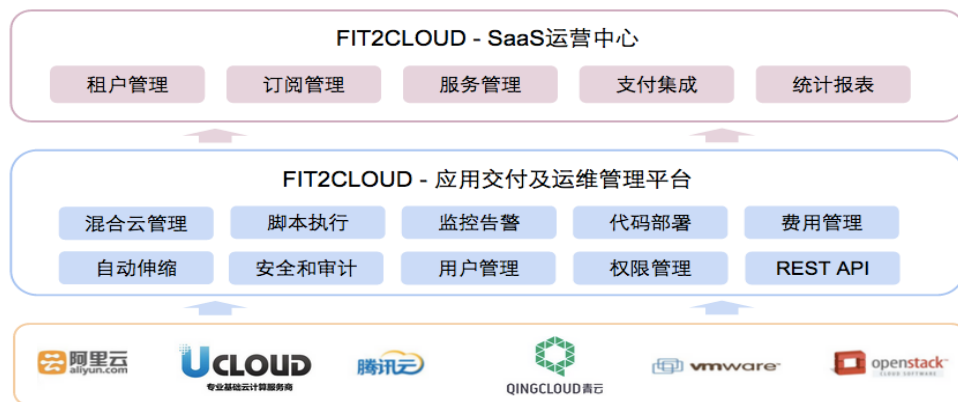 FIT2CLOUD - SaaS运营中心
租户管理 订阅管理 服务管理 支付集成 统计报表
FIT2CLOUD - 应用交付及运维管理平台
混合云管理 脚本执行 监控告警 代码部署 费用管理
自动伸缩 安全和审计 用户管理 权限管理 REST API
阿里云
aliyun.com
UCLOUD
专业基础云计算服务商
腾讯云
QINGCLOUD青云
vmware
openstack
CLOUD SOFTWARE